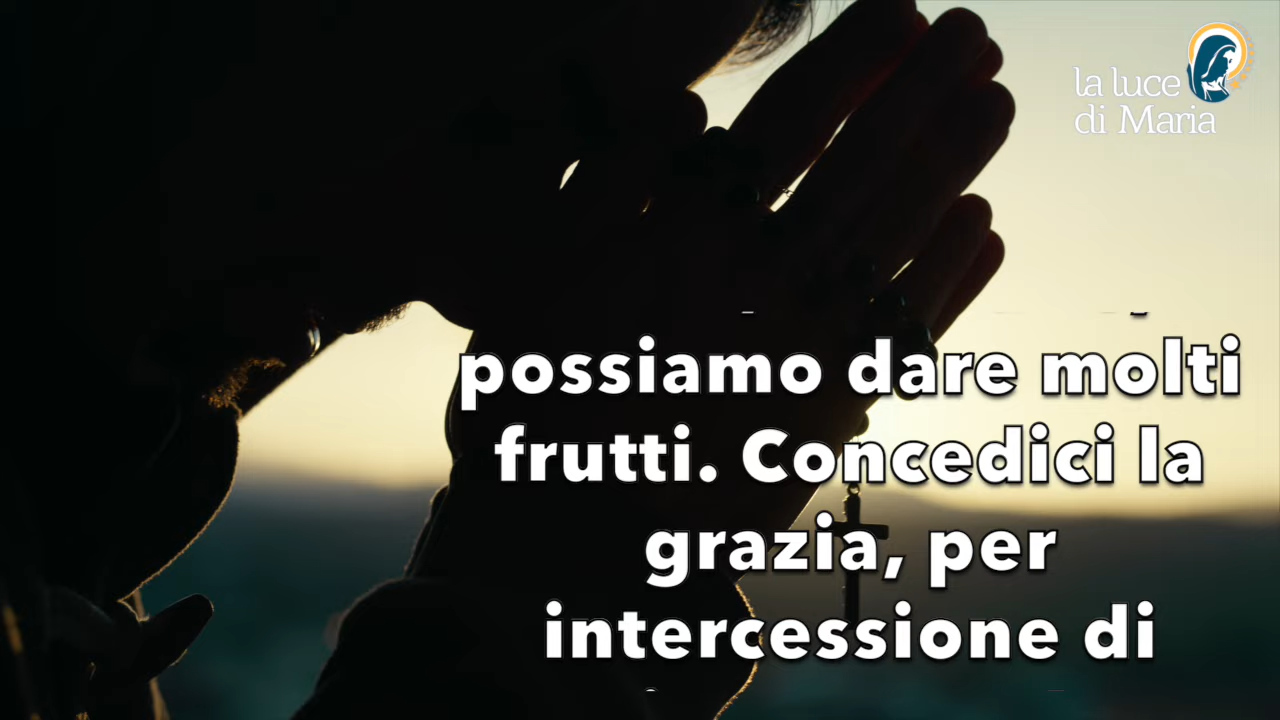 la luce
di Maria
possiamo dare molti
frutti. Concedici la
grazia, per
intercessione di